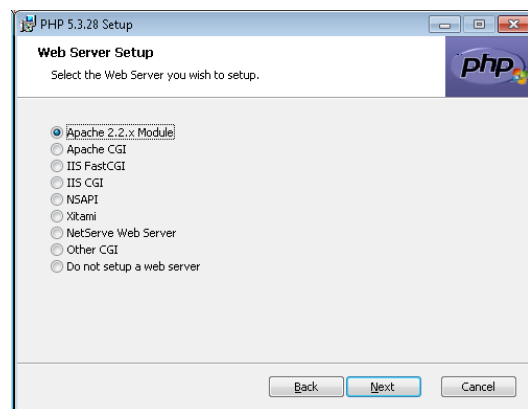 PHP 5.3.28 Setup
Web Server Setup
Select the Web Server you wish to setup.
php
Apache 2.2.x Module
Apache CGI
IIS FastCGI
IIS CGI
NSAPI
Xitami
NetServe Web Server
Other CGI
Do not setup a web server
Back Next Cancel